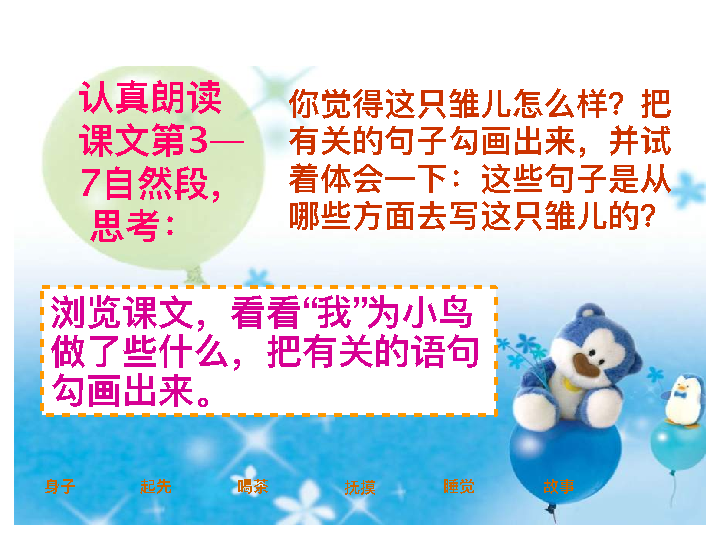 认真朗读
课文第3—
7自然段，
思考：
你觉得这只雏儿怎么样？把
有关的句子勾画出来，并试
着体会一下：这些句子是从
哪些方面去写这只雏儿的？
浏览课文，看看“我”为小鸟
做了些什么，把有关的语句
勾画出来。
身子 起先 喝茶 抚摸 睡觉 故事